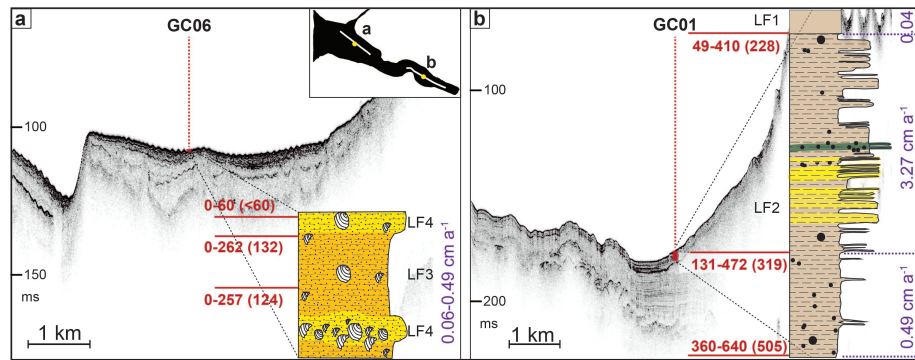 a
GC06
a
b
100
150
ms
1 km
0-60 (<60)
0-262 (132)
0-257 (124)
LF4
LF3
LF4
0.06-0.49 cm a⁻¹
b
GC01
100
200
ms
1 km
LF1
49-410 (228)
LF2
131-472 (319)
360-640 (505)
0.04
3.27 cm a⁻¹
0.49 cm a⁻¹